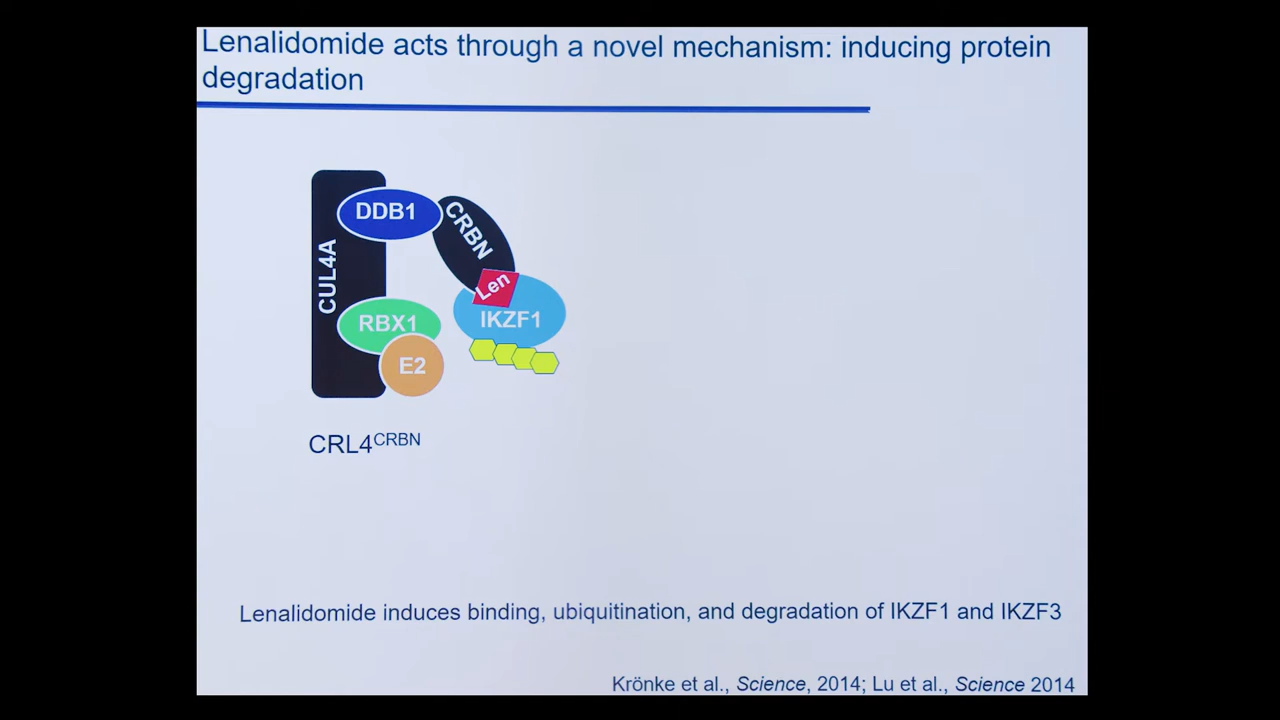 Lenalidomide acts through a novel mechanism: inducing protein
degradation
DDB1
CRBN
CUL4A
Len
IKZF1
RBX1
E2
CRL4CRBN
Lenalidomide induces binding, ubiquitination, and degradation of IKZF1 and IKZF3
Krönke et al., Science, 2014; Lu et al., Science 2014